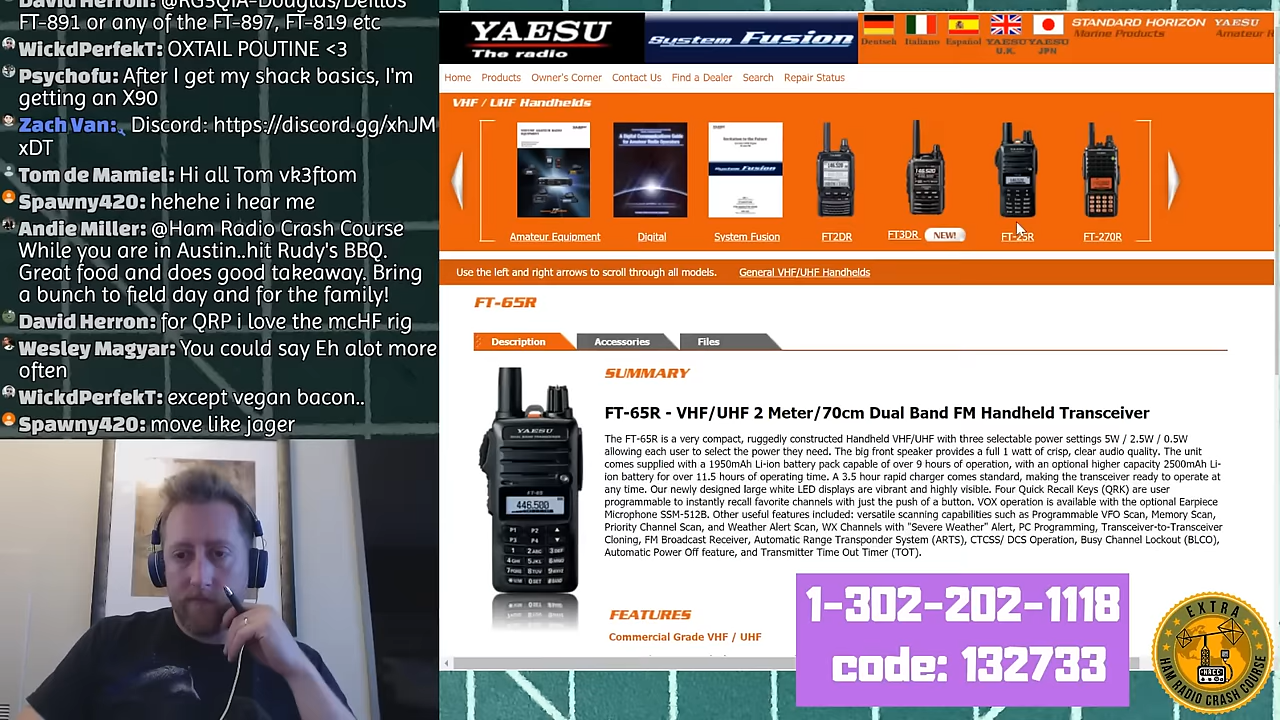 David Herron: @RG5QIA-Douglas/Delitos
FT-891 or any of the FT-897, FT-819 etc
WickdPerfekT: OXTAIL POUTINE <3
PsychoDad: After I get my shock basics, I'm
getting an X90
Discord: https://discord.gg/xhJM
Hi all Tom vk3ftom
Spawny420: hehehe hear me
Andie Miller: @Ham Radio Crash Course
While you are in Austin..hit Rudy's BBQ.
Great food and does good takeaway. Bring
a bunch to field day or for the family!
David Herron: for QRP i love the mcHF rig
Wesley Magyar: You could say Eh alot more
often
WickdPerfekT: except vegan bacon..
Spawny420: move like jager
YAESU
The radio
System Fusion
Deutsch
Italiano
Español
YAESU
U.K.
YAESU
JPN
STANDARD HORIZON
Marine Products
YAESU
Amateur R
Home Products Owner's Corner Contact Us Find a Dealer Search Repair Status
VHF / UHF Handhelds
Amateur Equipment
Digital
System Fusion
FT2DR
FT3DR NEW!
FT-25R
FT-270R
Use the left and right arrows to scroll through all models. General VHF/UHF Handhelds
FT-65R
Description Accessories Files
SUMMARY
FT-65R - VHF/UHF 2 Meter/70cm Dual Band FM Handheld Transceiver
The FT-65R is a very compact, ruggedly constructed Handheld VHF/UHF with three selectable power settings 5W / 2.5W / 0.5W
allowing each user to select the power they need. The big front speaker provides a full 1 watt of crisp, clear audio quality. The unit
comes supplied with a 1950mAh Li-ion battery pack capable of over 9 hours of operation, with an optional higher capacity 2500mAh Li-
ion battery for over 11.5 hours of operating time. A 3.5 hour rapid charger comes standard, making the transceiver ready to operate at
any time. Our newly designed large white LED displays are vibrant and highly visible. Four Quick Recall Keys (QRK) are user
programmable to instantly recall favorite channels with just the push of a button. VOX operation is available with the optional Earpiece
Microphone SSM-512B. Other useful features included: versatile scanning capabilities such as Programmable VFO Scan, Memory Scan,
Priority Channel Scan, and Weather Alert Scan, WX Channels with "Severe Weather" Alert, PC Programming, Transceiver-to-Transceiver
Cloning, FM Broadcast Receiver, Automatic Range Transponder System (ARTS), CTCSS/ DCS Operation, Busy Channel Lockout (BLCO),
Automatic Power Off feature, and Transmitter Time Out Timer (TOT).
YAESU
446.500
FEATURES
Commercial Grade VHF / UHF
1-302-202-1118
code: 132733
EXTRA
HAM RADIO CRASH COURSE